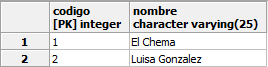 codigo nombre
[PK] integer character varying(25)
1 1 El Chema
2 2 Luisa Gonzalez